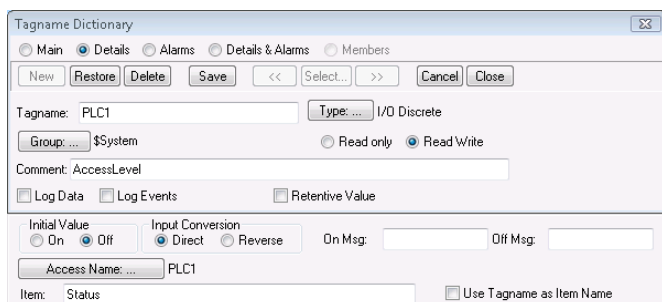 Tagname Dictionary
Main Details Alarms Details & Alarms Members
New Restore Delete Save << Select... >> Cancel Close
Tagname: PLC1 Type: ... I/O Discrete
Group: ... $System Read only Read Write
Comment: AccessLevel
Log Data Log Events Retentive Value
Initial Value Input Conversion
On Off Direct Reverse On Msg: Off Msg:
Access Name: ... PLC1
Item: Status Use Tagname as Item Name